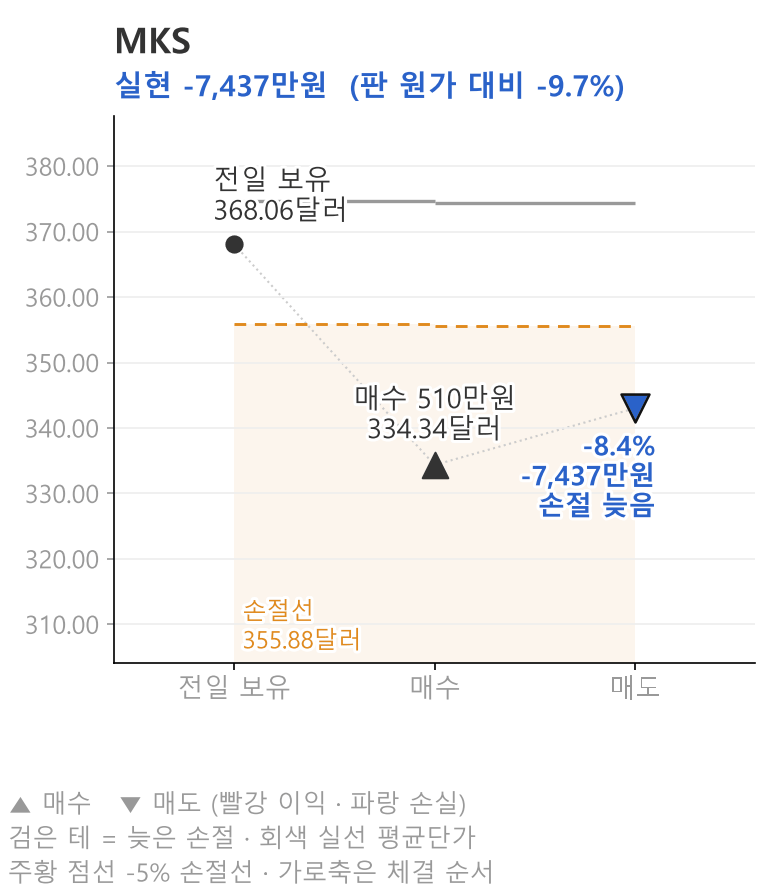 MKS
실현 -7,437만원 (판 원가 대비 -9.7%)
380.00
370.00
360.00
350.00
340.00
330.00
320.00
310.00
전일 보유
368.06달러
매수 510만원
334.34달러
-8.4%
-7,437만원
손절 늦음
손절선
355.88달러
전일 보유
매수
매도
▲ 매수 ▼ 매도 (빨강 이익 · 파랑 손실)
검은 테 = 늦은 손절 · 회색 실선 평균단가
주황 점선 -5% 손절선 · 가로축은 체결 순서